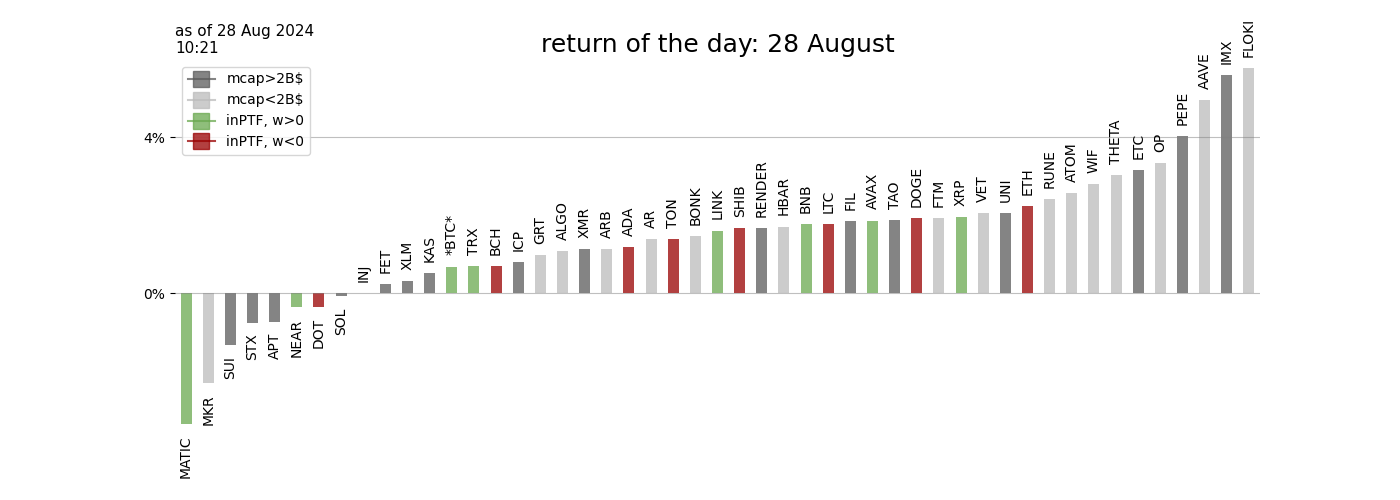 as of 28 Aug 2024
10:21
return of the day: 28 August
mcap>2B$
mcap<2B$
inPTF, w>0
inPTF, w<0
4%
0%
MATIC
MKR
SUI
STX
APT
NEAR
DOT
SOL
INJ
FET
XLM
KAS
*BTC*
TRX
BCH
ICP
GRT
ALGO
XMR
ARB
ADA
AR
TON
BONK
LINK
SHIB
RENDER
HBAR
BNB
LTC
FIL
AVAX
TAO
DOGE
FTM
XRP
VET
UNI
ETH
RUNE
ATOM
WIF
THETA
ETC
OP
PEPE
AAVE
IMX
FLOKI